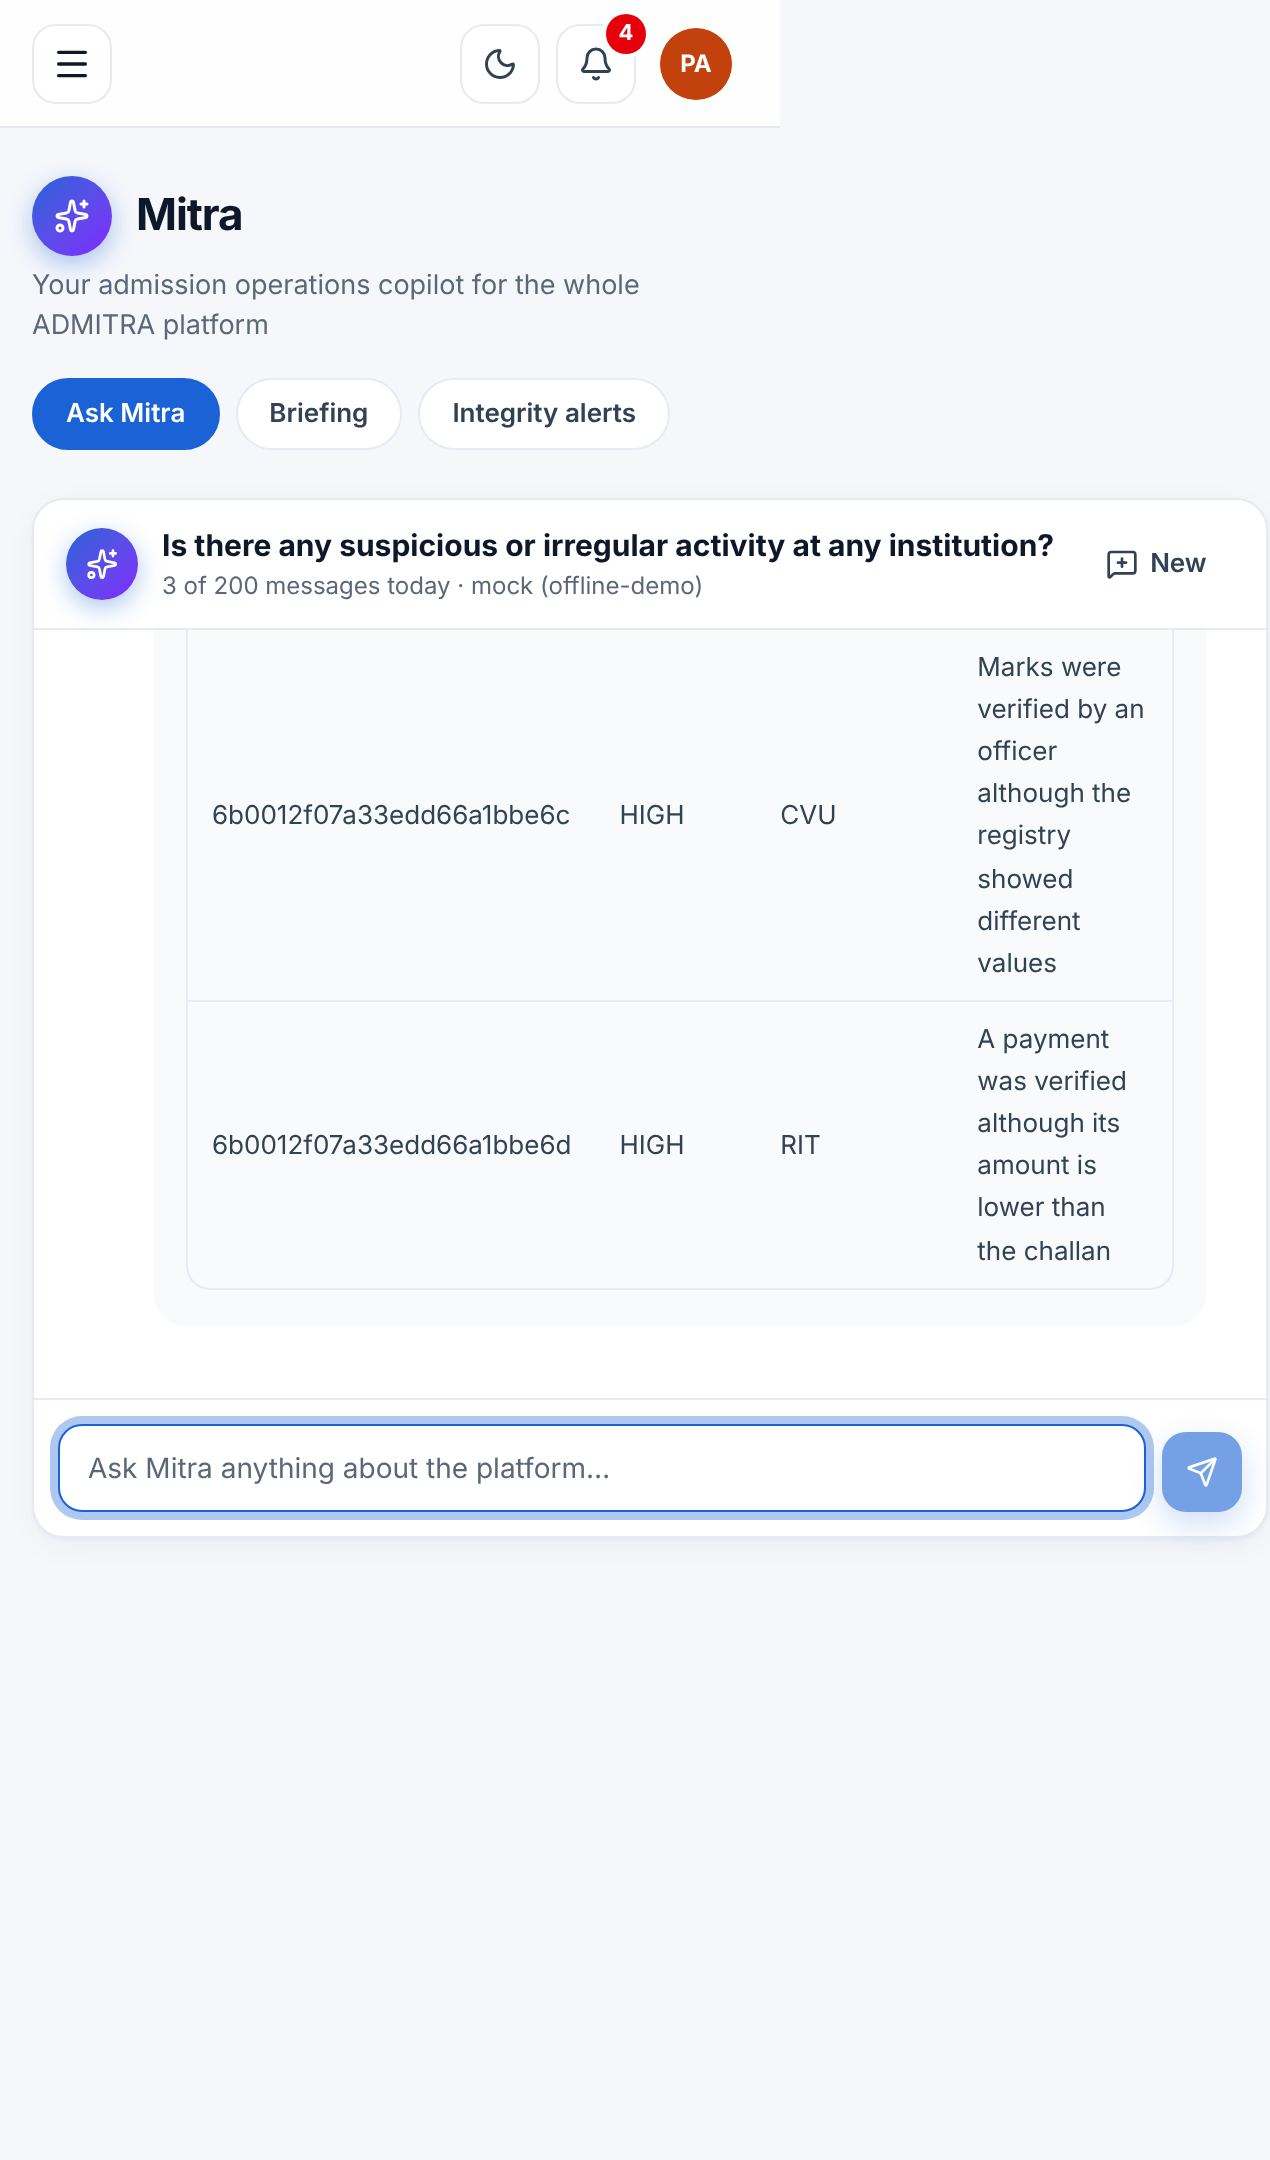 4
PA
Mitra
Your admission operations copilot for the whole
ADMITRA platform
Ask Mitra
Briefing
Integrity alerts
Is there any suspicious or irregular activity at any institution?
3 of 200 messages today · mock (offline-demo)
New
6b0012f07a33edd66a1bbe6c
HIGH
CVU
Marks were
verified by an
officer
although the
registry
showed
different
values
6b0012f07a33edd66a1bbe6d
HIGH
RIT
A payment
was verified
although its
amount is
lower than
the challan
Ask Mitra anything about the platform...